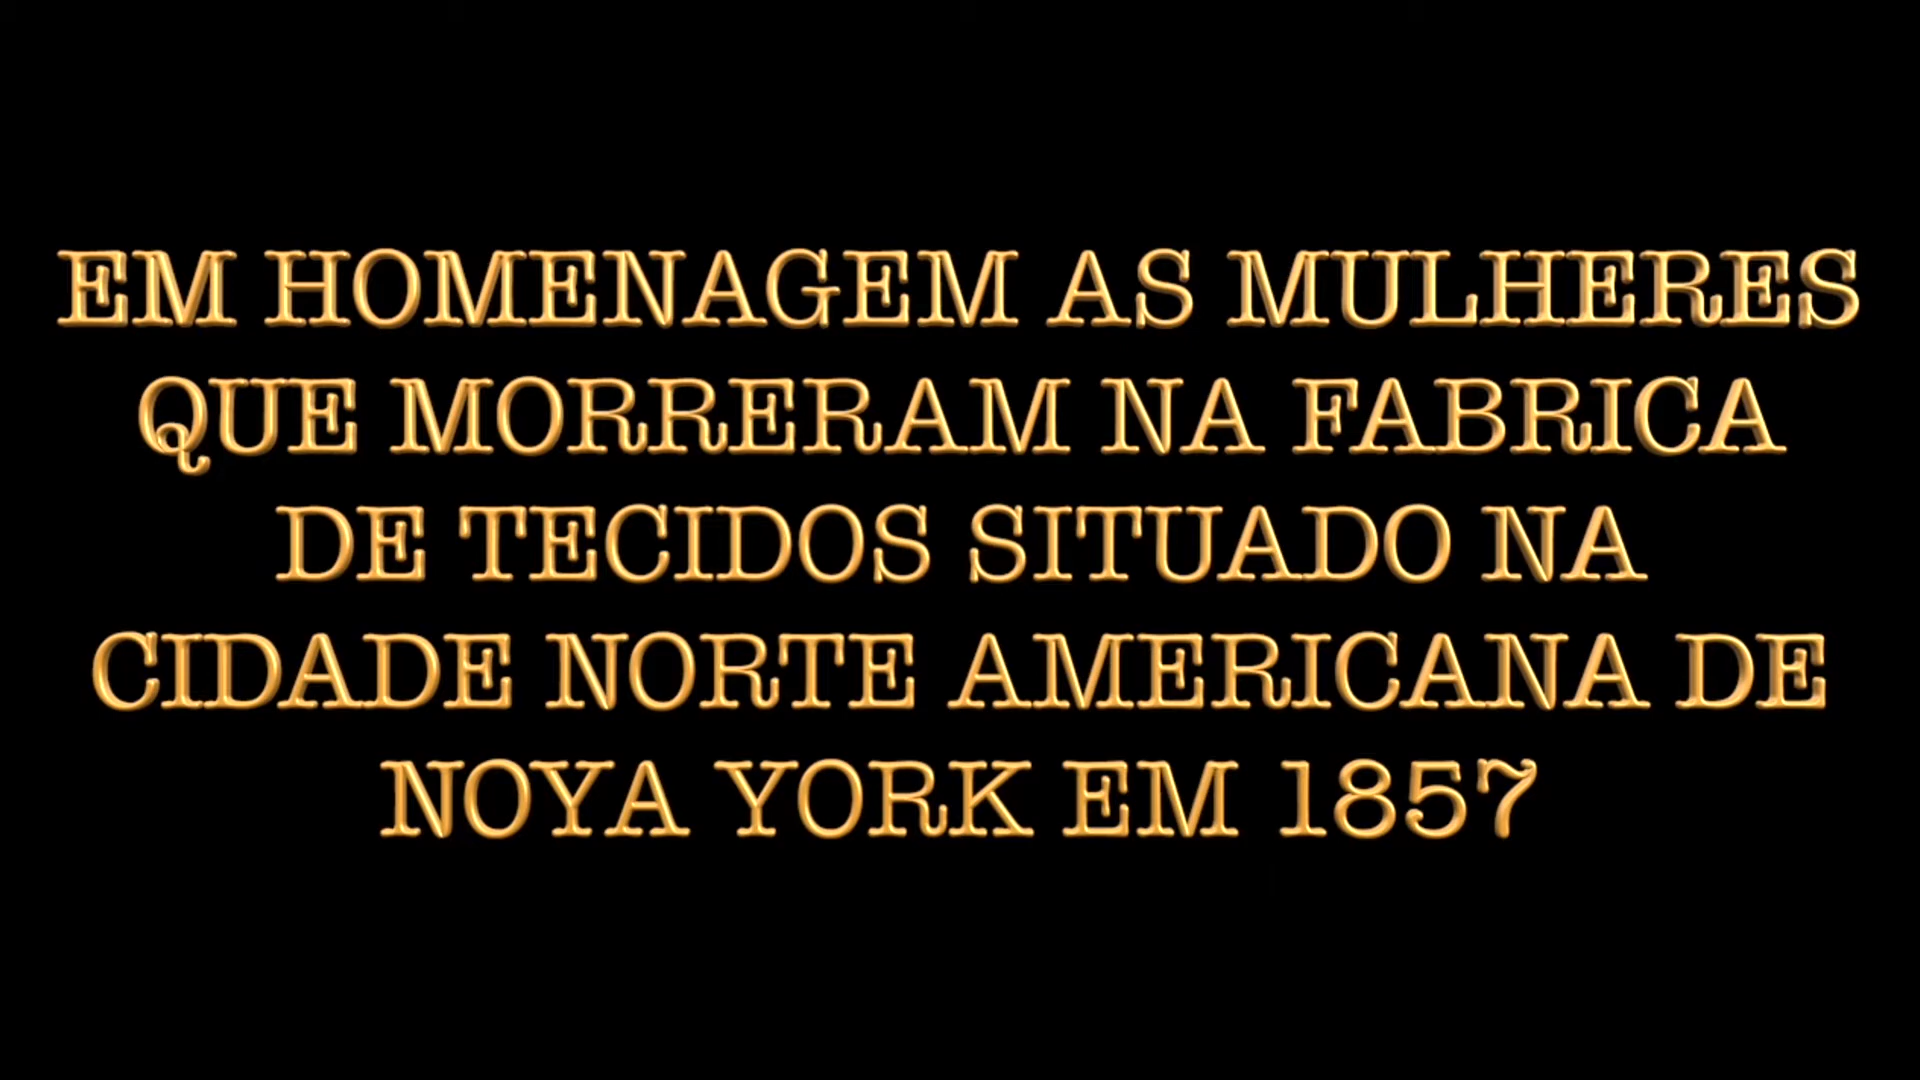 EM HOMENAGEM AS MULHERES
QUE MORRERAM NA FABRICA
DE TECIDOS SITUADO NA
CIDADE NORTE AMERICANA DE
NOYA YORK EM 1857